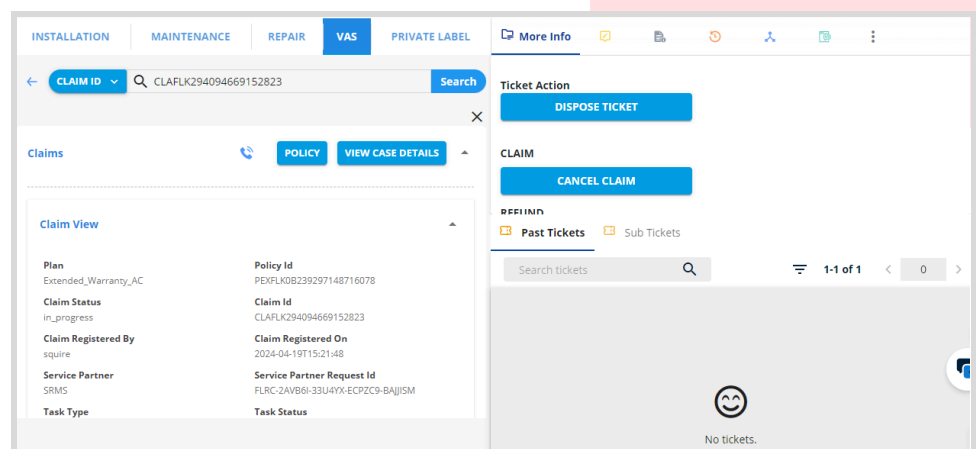 INSTALLATION MAINTENANCE REPAIR VAS PRIVATE LABEL
CLAIM ID CLAFLK294094669152823 Search
Claims POLICY VIEW CASE DETAILS
Claim View
Plan Policy Id
Extended_Warranty_AC PEXFLK0B239297148716078
Claim Status Claim Id
in_progress CLAFLK294094669152823
Claim Registered By Claim Registered On
squire 2024-04-19T15:21:48
Service Partner Service Partner Request Id
SRMS FLRC-2AVB6I-33U4YX-ECPZC9-BAJJISM
Task Type Task Status
More Info
Ticket Action
DISPOSE TICKET
CLAIM
CANCEL CLAIM
REFUND
Past Tickets Sub Tickets
Search tickets 1-1 of 1 0
No tickets.